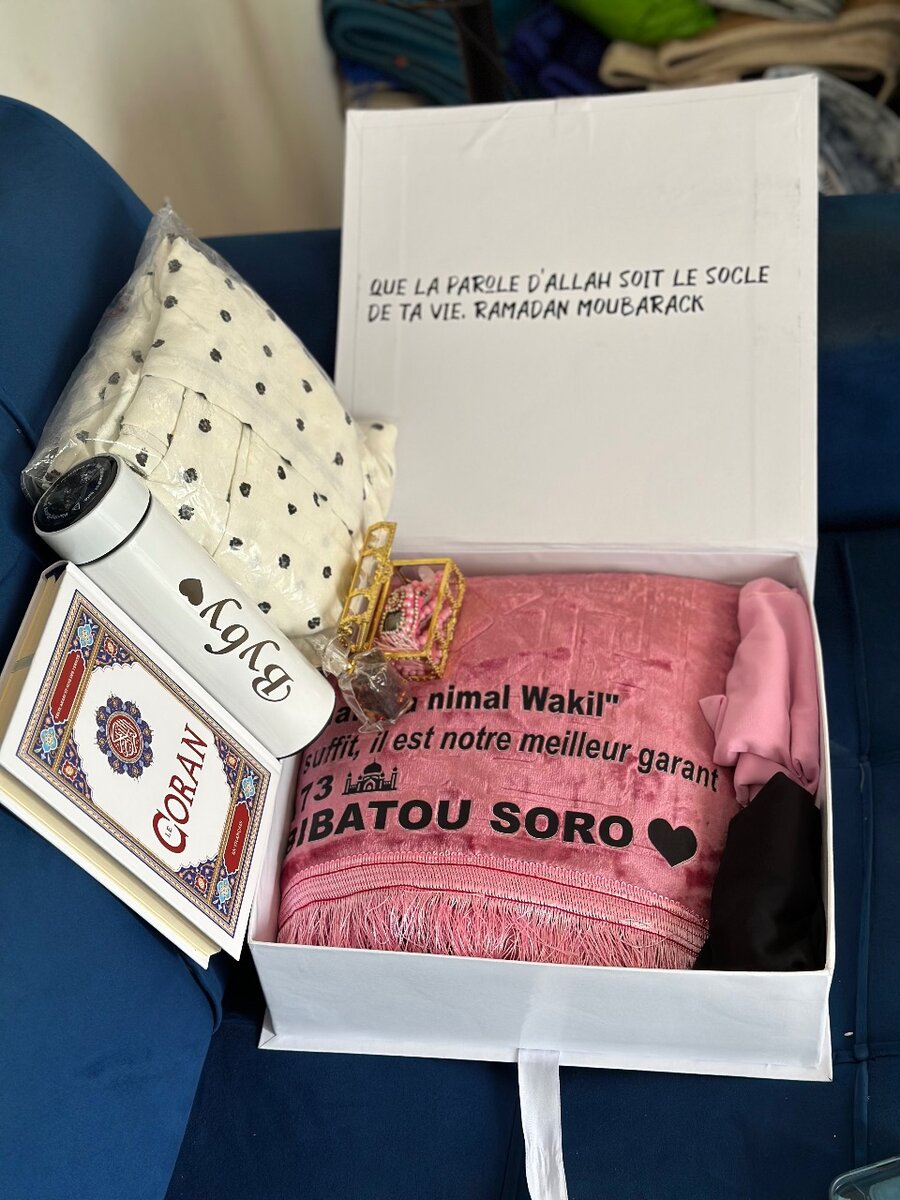 QUE LA PAROLE D'ALLAH SOIT LE SOCLE
DE TA VIE. RAMADAN MOUBARACK
Byby
LE
CORAN
nimal Wakil"
suffit, il est notre meilleur garant
73
BIBATOU SORO